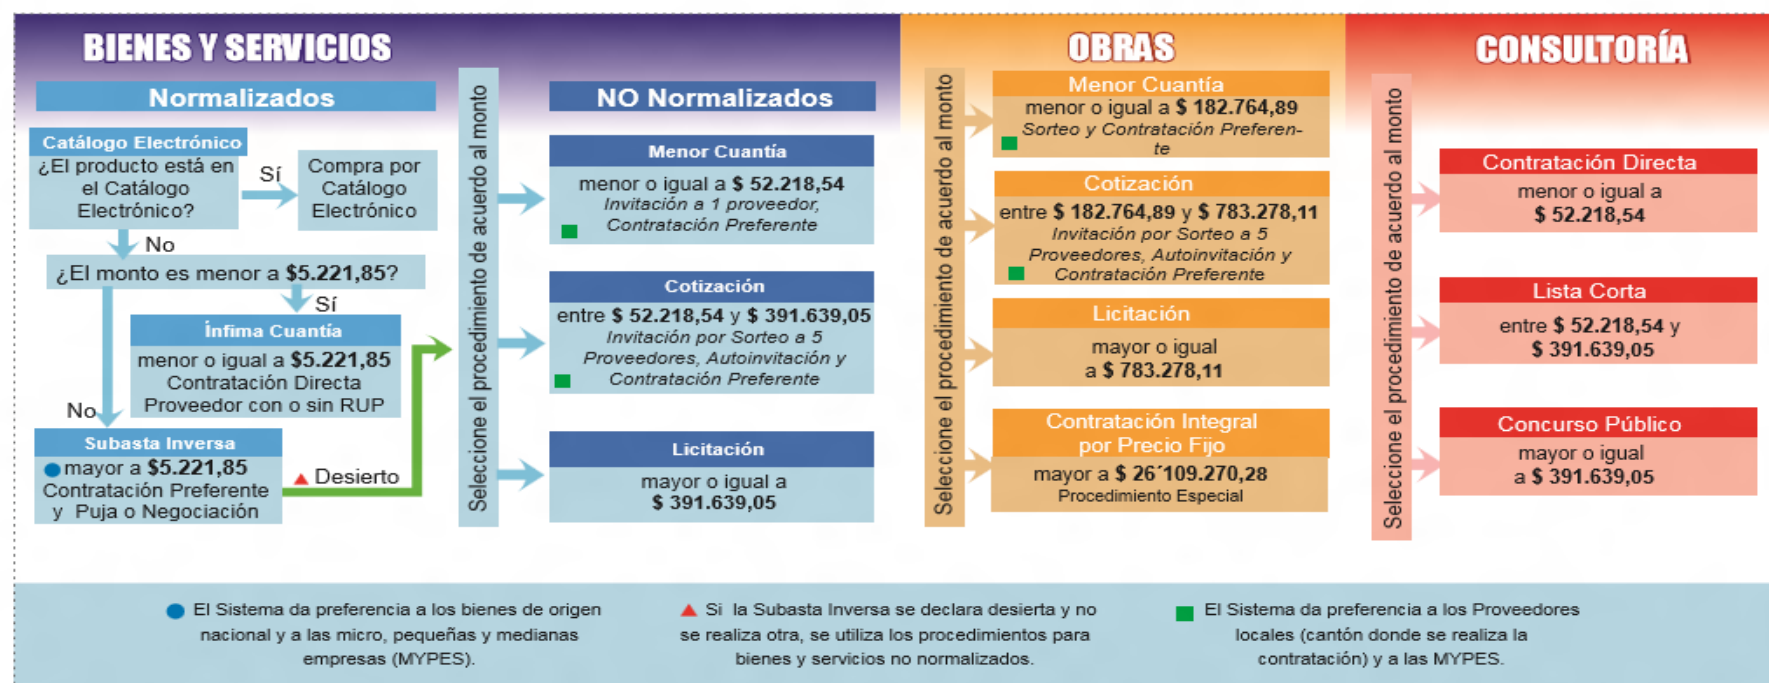 BIENES Y SERVICIOS
Normalizados
Catálogo Electrónico
¿El producto está en
el Catálogo
Electrónico?
Sí
Compra por
Catálogo
Electrónico
No
¿El monto es menor a $5.221,85?
Sí
Ínfima Cuantía
menor o igual a $5.221,85
Contratación Directa
Proveedor con o sin RUP
No
Subasta Inversa
mayor a $5.221,85
Contratación Preferente
y Puja o Negociación
Desierto
Seleccione el procedimiento de acuerdo al monto
NO Normalizados
Menor Cuantía
menor o igual a $ 52.218,54
Invitación a 1 proveedor,
Contratación Preferente
Cotización
entre $ 52.218,54 y $ 391.639,05
Invitación por Sorteo a 5
Proveedores, Autoinvitación y
Contratación Preferente
Licitación
mayor o igual a
$ 391.639,05
OBRAS
Seleccione el procedimiento de acuerdo al monto
Menor Cuantía
menor o igual a $ 182.764,89
Sorteo y Contratación Preferen-
te
Cotización
entre $ 182.764,89 y $ 783.278,11
Invitación por Sorteo a 5
Proveedores, Autoinvitación y
Contratación Preferente
Licitación
mayor o igual
a $ 783.278,11
Contratación Integral
por Precio Fijo
mayor a $ 26´109.270,28
Procedimiento Especial
CONSULTORÍA
Seleccione el procedimiento de acuerdo al monto
Contratación Directa
menor o igual a
$ 52.218,54
Lista Corta
entre $ 52.218,54 y
$ 391.639,05
Concurso Público
mayor o igual
a $ 391.639,05
El Sistema da preferencia a los bienes de origen
nacional y a las micro, pequeñas y medianas
empresas (MYPES).
Si la Subasta Inversa se declara desierta y no
se realiza otra, se utiliza los procedimientos para
bienes y servicios no normalizados.
El Sistema da preferencia a los Proveedores
locales (cantón donde se realiza la
contratación) y a las MYPES.